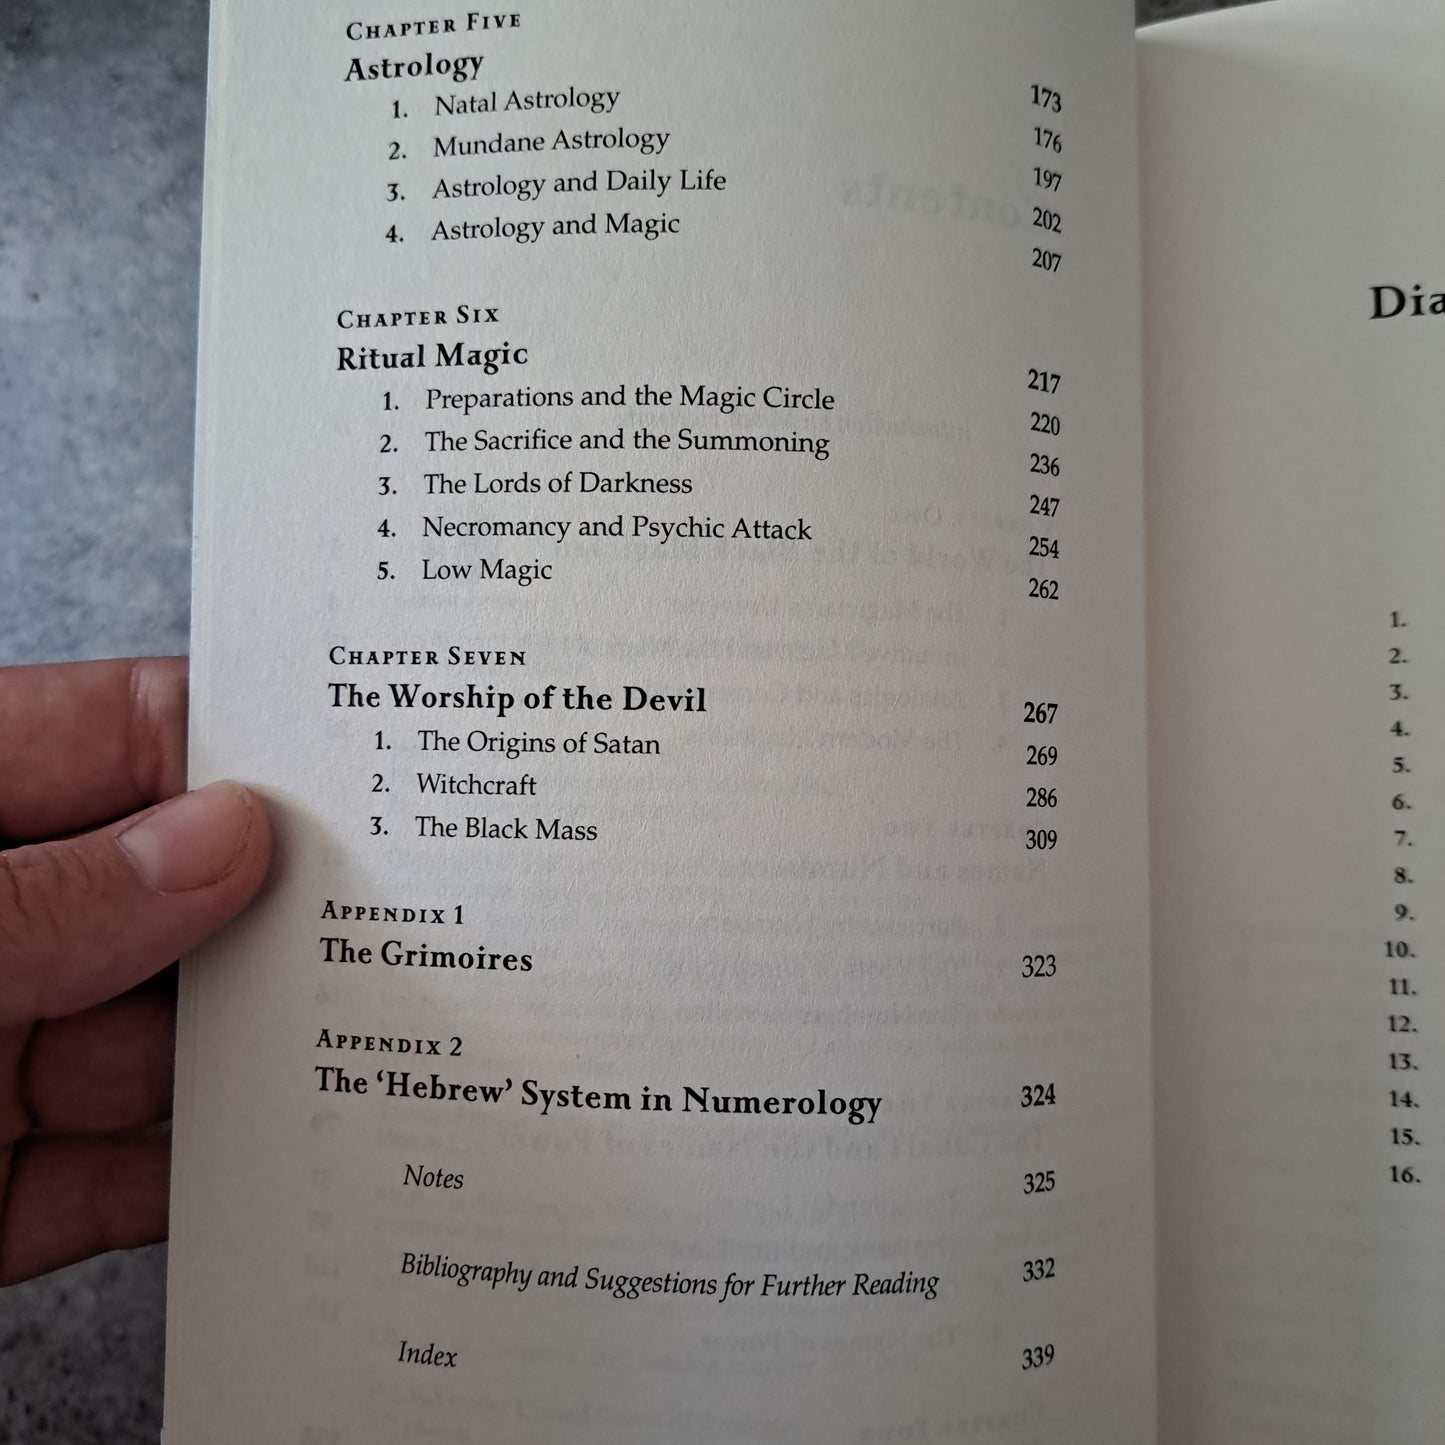 CHAPTER FIVE
Astrology 173
1. Natal Astrology 176
2. Mundane Astrology 197
3. Astrology and Daily Life 202
4. Astrology and Magic 207
CHAPTER SIX
Ritual Magic 217
1. Preparations and the Magic Circle 220
2. The Sacrifice and the Summoning 236
3. The Lords of Darkness 247
4. Necromancy and Psychic Attack 254
5. Low Magic 262
CHAPTER SEVEN
The Worship of the Devil 267
1. The Origins of Satan 269
2. Witchcraft 286
3. The Black Mass 309
APPENDIX 1
The Grimoires 323
APPENDIX 2
The ‘Hebrew’ System in Numerology 324
Notes 325
Bibliography and Suggestions for Further Reading 332
Index 339
Dia
1.
2.
3.
4.
5.
6.
7.
8.
9.
10.
11.
12.
13.
14.
15.
16.